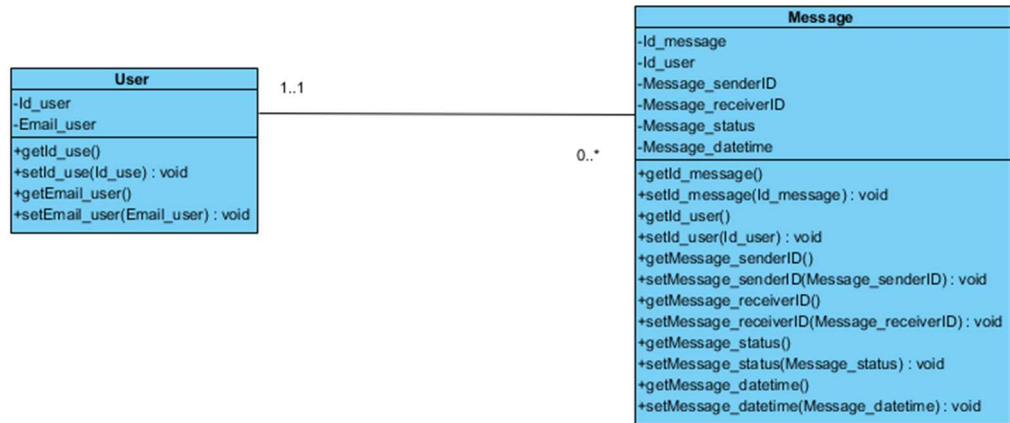 User
-Id_user
-Email_user
+getId_use()
+setId_use(Id_use) : void
+getEmail_user()
+setEmail_user(Email_user) : void
1..1
0..*
Message
-Id_message
-Id_user
-Message_senderID
-Message_receiverID
-Message_status
-Message_datetime
+getId_message()
+setId_message(Id_message) : void
+getId_user()
+setId_user(Id_user) : void
+getMessage_senderID()
+setMessage_senderID(Message_senderID) : void
+getMessage_receiverID()
+setMessage_receiverID(Message_receiverID) : void
+getMessage_status()
+setMessage_status(Message_status) : void
+getMessage_datetime()
+setMessage_datetime(Message_datetime) : void